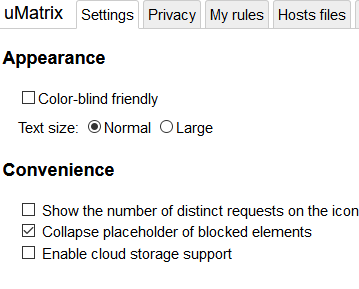 uMatrix Settings Privacy My rules Hosts files
Appearance
Color-blind friendly
Text size: Normal Large
Convenience
Show the number of distinct requests on the icon
Collapse placeholder of blocked elements
Enable cloud storage support